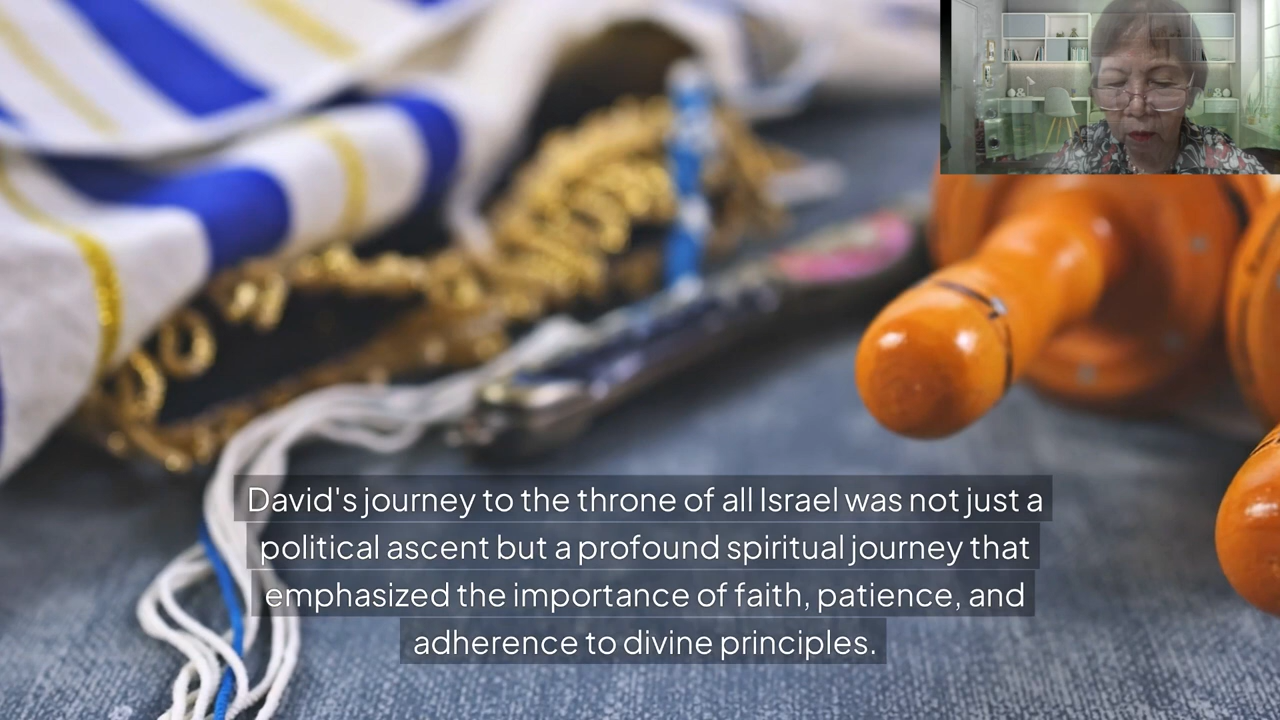 David's journey to the throne of all Israel was not just a
political ascent but a profound spiritual journey that
emphasized the importance of faith, patience, and
adherence to divine principles.